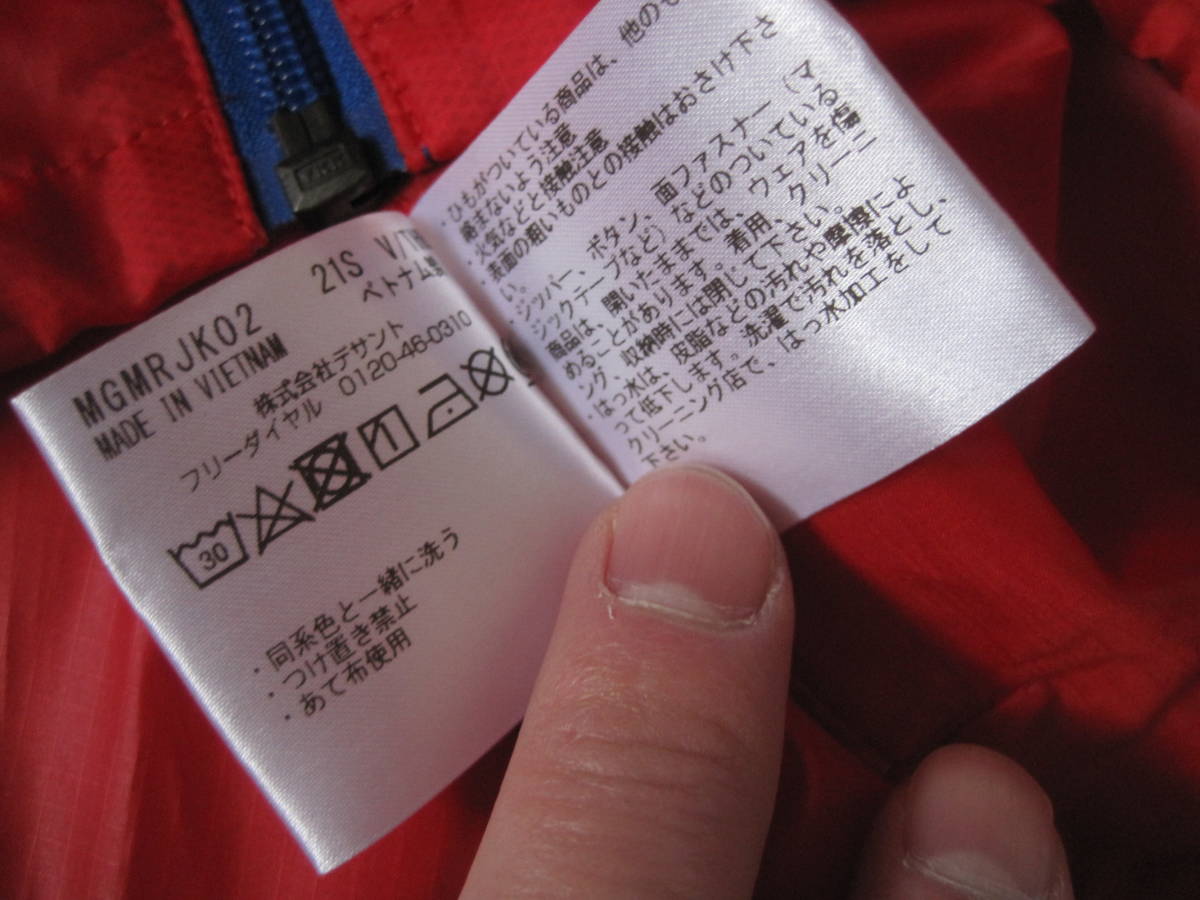 MGMRJK02
21S V/
MADE IN VIETNAM
ベトナム
株式会社デサント
フリーダイヤル 0120-46-0310
30
・同系色と一緒に洗う
・つけ置き禁止
・あて布使用
・ひもがついている商品は、他のも
絡まないよう注意
・火気などと接触注意
・表面の粗いものとの接触はおさけ下さ
い。
・ジッパー、ボタン、面ファスナー(マ
ジックテープなど)などのついている
商品は、開いたままでは、ウェアを傷
めることがあります。着用、クリーニ
ング、収納時には閉じて下さい。
・はっ水は、皮脂などの汚れや摩擦によ
って低下します。洗濯で汚れを落とし、
クリーニング店で、はっ水加工をして
下さい。